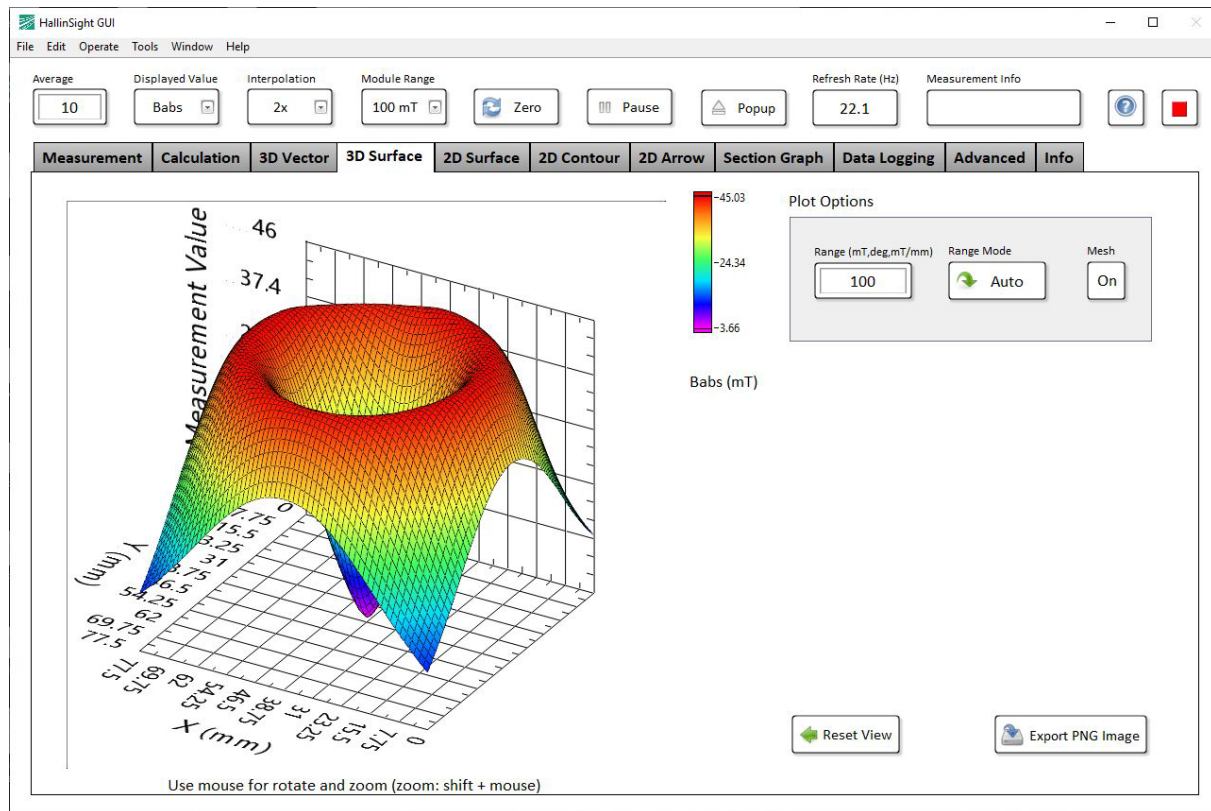 HallinSight GUI
File Edit Operate Tools Window Help
Average Displayed Value Interpolation Module Range Refresh Rate (Hz) Measurement Info
10 Babs 2x 100 mT Zero Pause Popup 22.1
Measurement Calculation 3D Vector 3D Surface 2D Surface 2D Contour 2D Arrow Section Graph Data Logging Advanced Info
Measurement Value
46
37.4
-45.03
-24.34
-3.66
Babs (mT)
Plot Options
Range (mT,deg,mT/mm) Range Mode Mesh
100 Auto On
0
7.75
15.5
3.25
31
8.75
6.5
54.25
62
69.75
77.5
Y (mm)
77.5
69.75
62
54.25
46.5
38.75
31
23.25
15.5
7.75
0
X (mm)
Reset View Export PNG Image
Use mouse for rotate and zoom (zoom: shift + mouse)